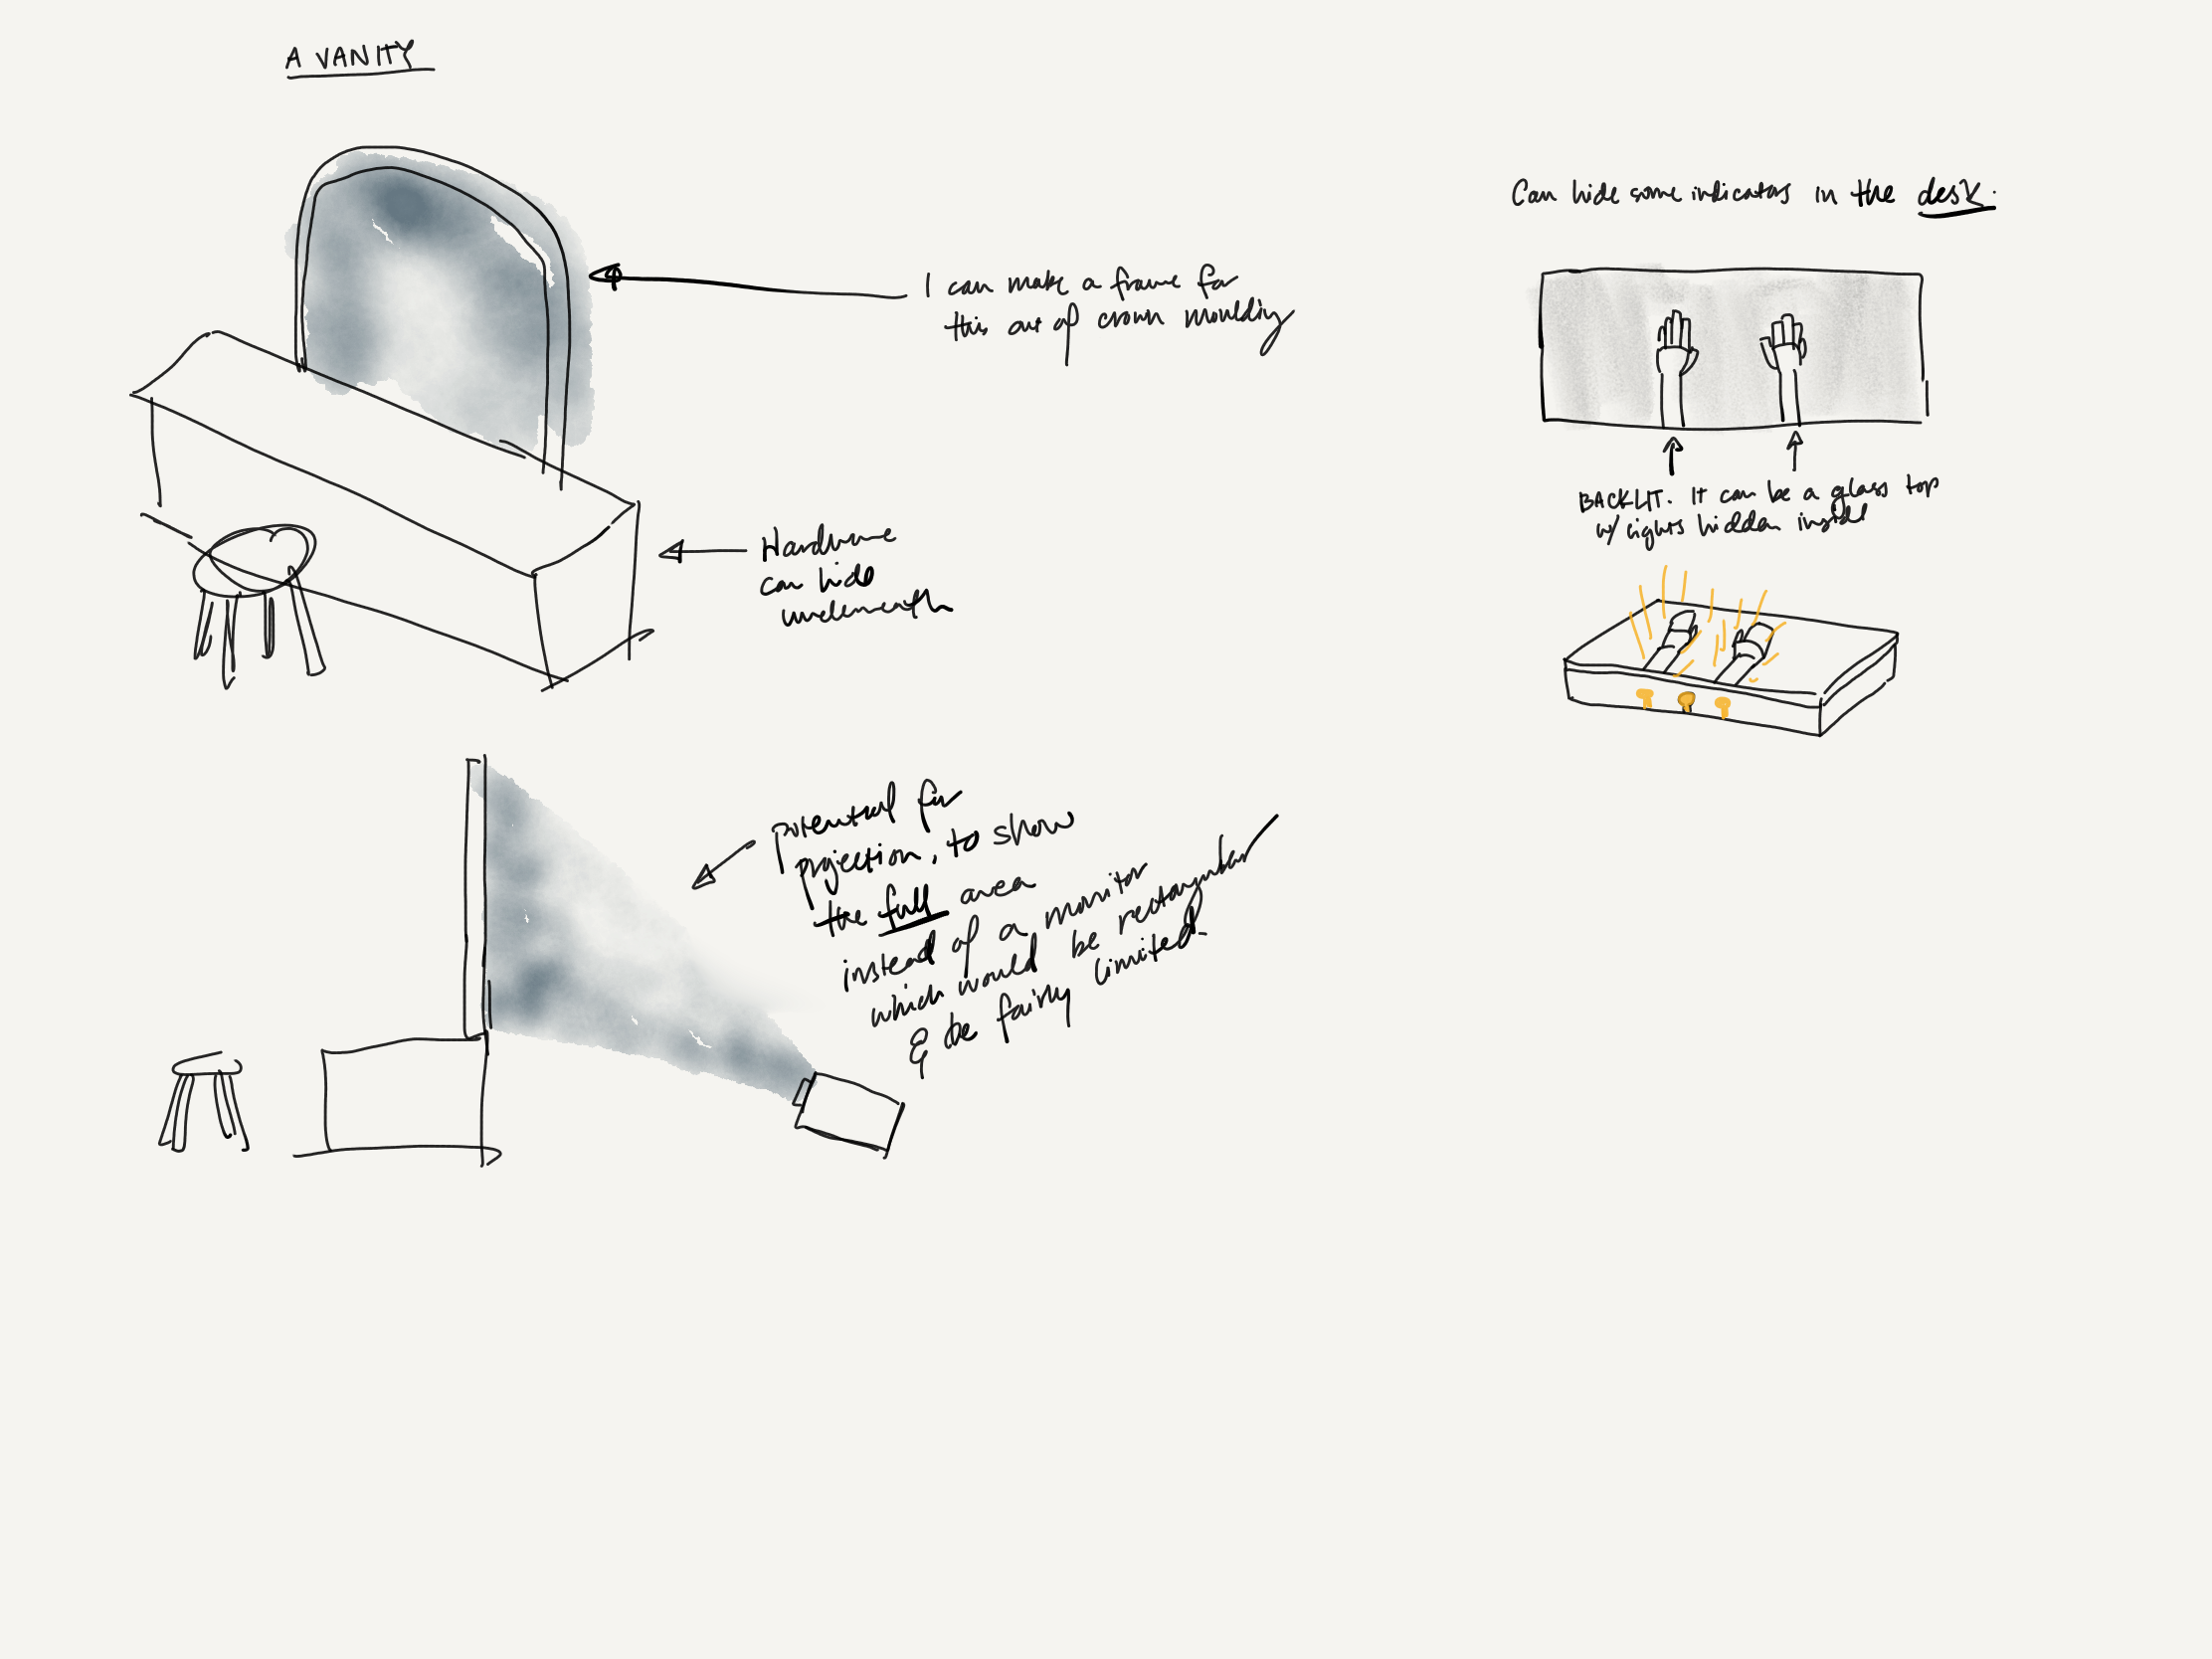 A VANITY
I can make a frame for
this out of crown moulding
Hardware
can hide
underneath
potential for
projection, to show
the full area
instead of a monitor
which would be rectangular
& be fairly limited.
Can hide some indicators in the desk.
BACKLIT. It can be a glass top
w/ lights hidden inside